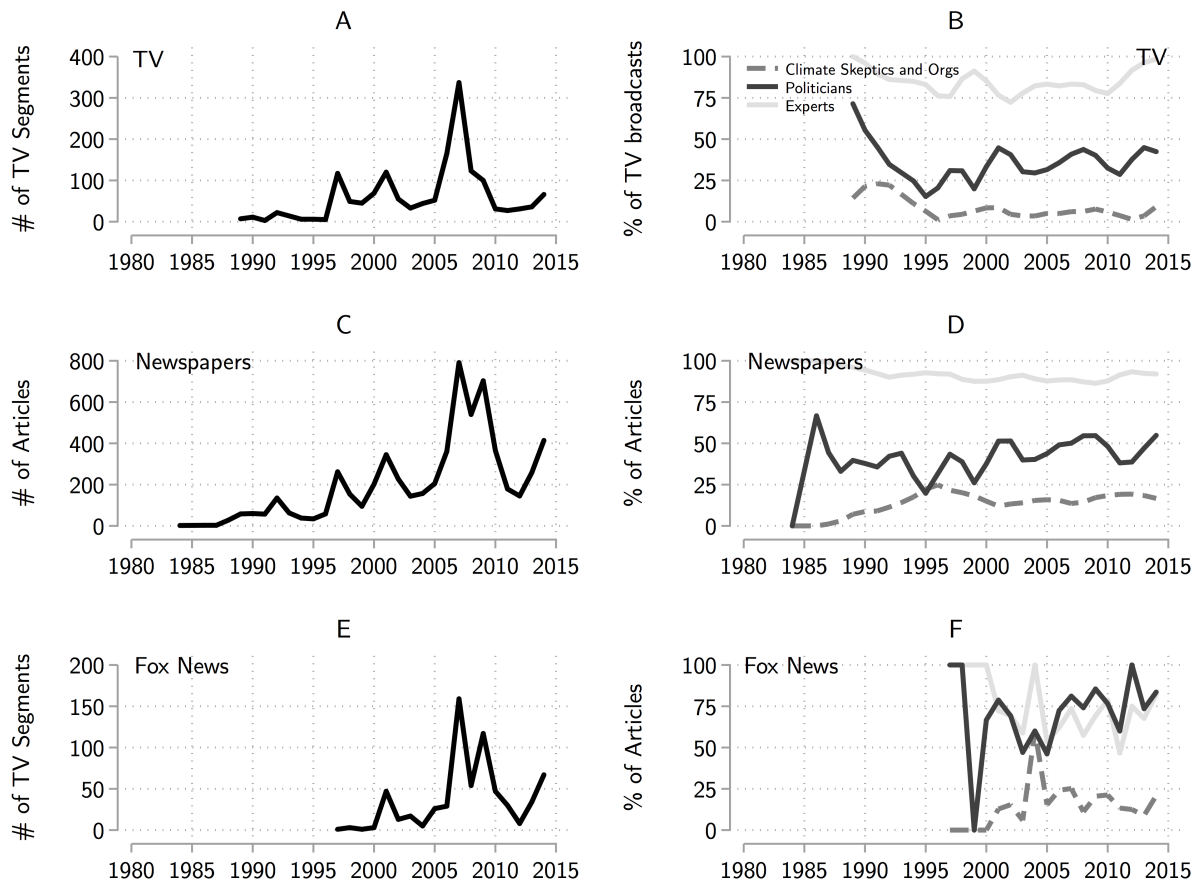 A
# of TV Segments
400
300
200
100
0
TV
1980 1985 1990 1995 2000 2005 2010 2015
B
% of TV broadcasts
100
75
50
25
0
TV
Climate Skeptics and Orgs
Politicians
Experts
1980 1985 1990 1995 2000 2005 2010 2015
C
# of Articles
800
600
400
200
0
Newspapers
1980 1985 1990 1995 2000 2005 2010 2015
D
% of Articles
100
75
50
25
0
Newspapers
1980 1985 1990 1995 2000 2005 2010 2015
E
# of TV Segments
200
150
100
50
0
Fox News
1980 1985 1990 1995 2000 2005 2010 2015
F
% of Articles
100
75
50
25
0
Fox News
1980 1985 1990 1995 2000 2005 2010 2015